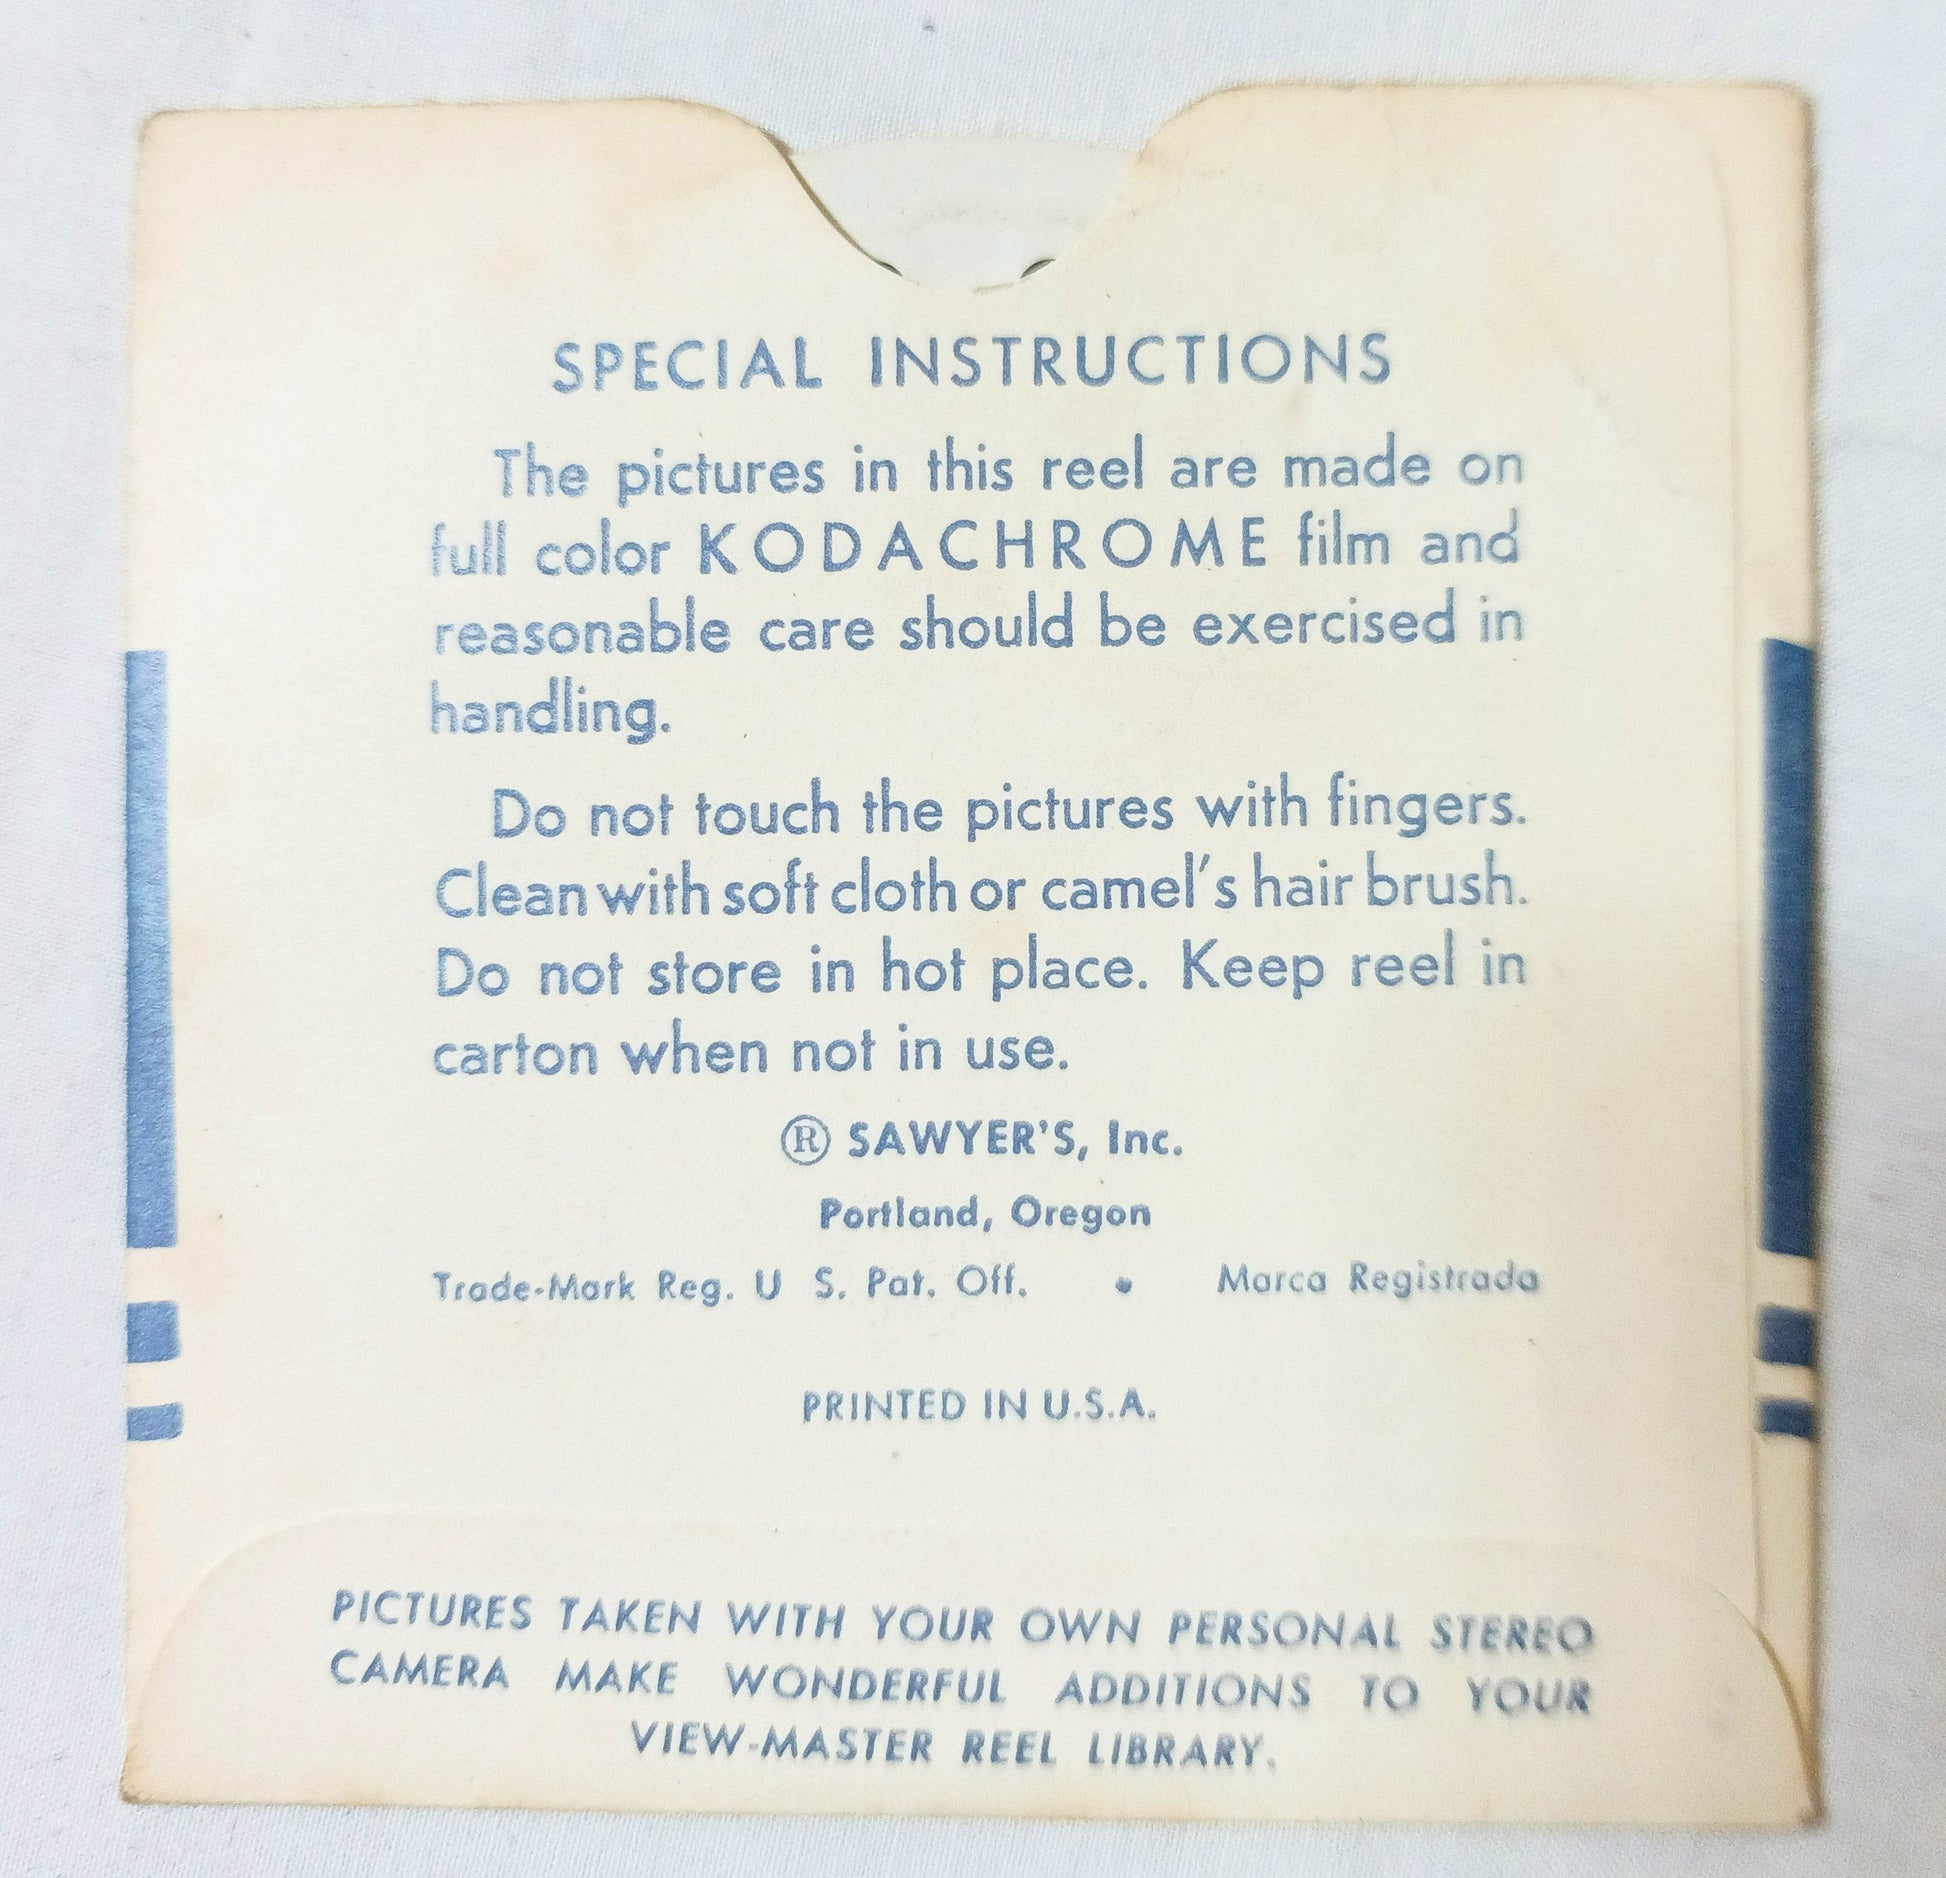 SPECIAL INSTRUCTIONS
The pictures in this reel are made on
full color KODACHROME film and
reasonable care should be exercised in
handling.
Do not touch the pictures with fingers.
Clean with soft cloth or camel's hair brush.
Do not store in hot place. Keep reel in
carton when not in use.
® SAWYER'S, Inc.
Portland, Oregon
Trade-Mark Reg. U S. Pat. Off. • Marca Registrada
PRINTED IN U.S.A.
PICTURES TAKEN WITH YOUR OWN PERSONAL STEREO
CAMERA MAKE WONDERFUL ADDITIONS TO YOUR
VIEW-MASTER REEL LIBRARY.